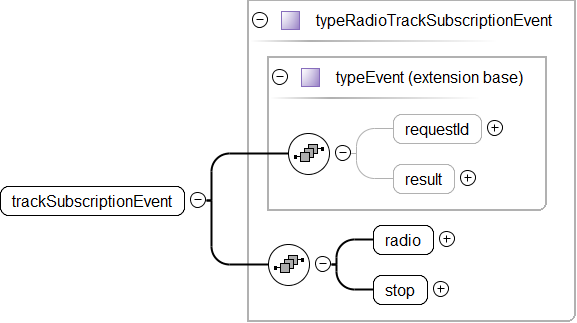 typeRadioTrackSubscriptionEvent
typeEvent (extension base)
requestId
result
trackSubscriptionEvent
radio
stop